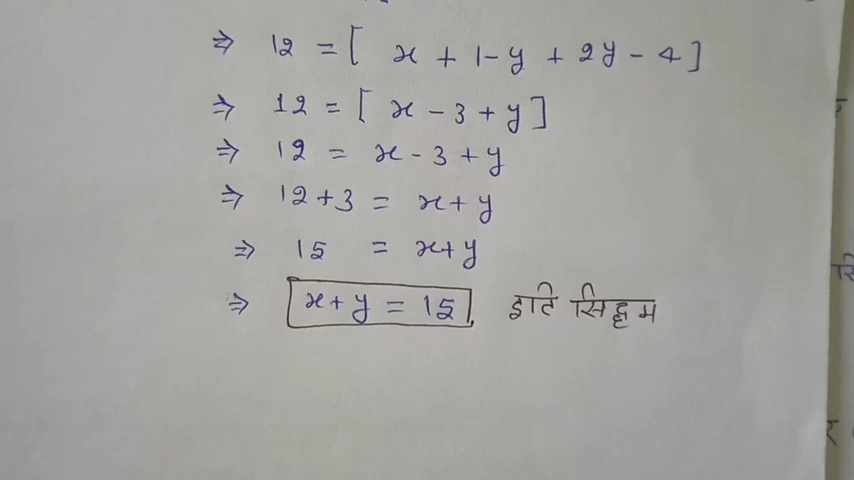 ⇒ 12 = [ x + 1 - y + 2y - 4 ]
⇒ 12 = [ x - 3 + y ]
⇒ 12 = x - 3 + y
⇒ 12 + 3 = x + y
⇒ 15 = x + y
⇒ x + y = 15 इति सिद्धम